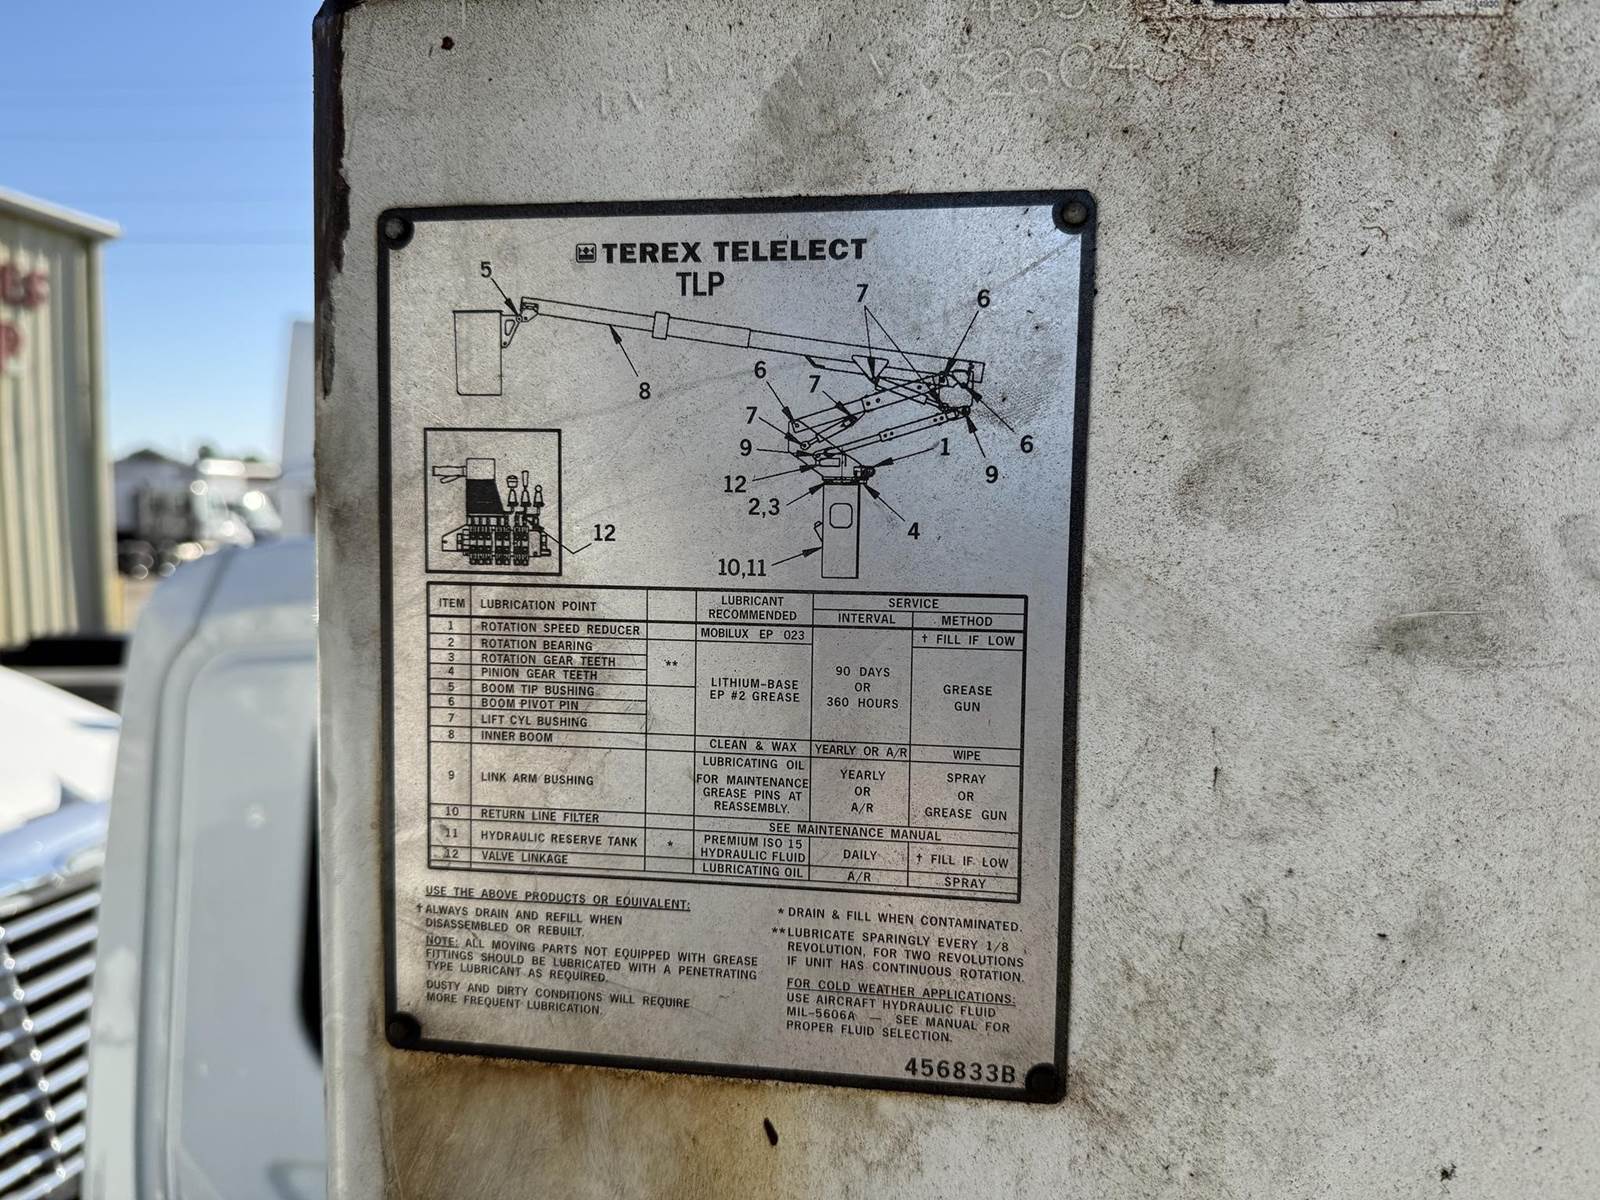 TEREX TELELECT
TLP
5
7
6
8
6
7
7
9
1
6
9
12
2,3
4
12
10,11
ITEM LUBRICATION POINT LUBRICANT RECOMMENDED SERVICE
INTERVAL METHOD
1 ROTATION SPEED REDUCER MOBILUX EP 023 † FILL IF LOW
2 ROTATION BEARING
3 ROTATION GEAR TEETH **
4 PINION GEAR TEETH
5 BOOM TIP BUSHING
6 BOOM PIVOT PIN
7 LIFT CYL BUSHING
LITHIUM-BASE
EP #2 GREASE
90 DAYS
OR
360 HOURS
GREASE
GUN
8 INNER BOOM CLEAN & WAX YEARLY OR A/R WIPE
9 LINK ARM BUSHING
LUBRICATING OIL
FOR MAINTENANCE
GREASE PINS AT
REASSEMBLY.
YEARLY
OR
A/R
SPRAY
OR
GREASE GUN
10 RETURN LINE FILTER SEE MAINTENANCE MANUAL
11 HYDRAULIC RESERVE TANK * PREMIUM ISO 15
HYDRAULIC FLUID DAILY † FILL IF LOW
12 VALVE LINKAGE LUBRICATING OIL A/R SPRAY
USE THE ABOVE PRODUCTS OR EQUIVALENT:
†ALWAYS DRAIN AND REFILL WHEN
DISASSEMBLED OR REBUILT.
NOTE: ALL MOVING PARTS NOT EQUIPPED WITH GREASE
FITTINGS SHOULD BE LUBRICATED WITH A PENETRATING
TYPE LUBRICANT AS REQUIRED.
DUSTY AND DIRTY CONDITIONS WILL REQUIRE
MORE FREQUENT LUBRICATION.
* DRAIN & FILL WHEN CONTAMINATED.
**LUBRICATE SPARINGLY EVERY 1/8
REVOLUTION, FOR TWO REVOLUTIONS
IF UNIT HAS CONTINUOUS ROTATION.
FOR COLD WEATHER APPLICATIONS:
USE AIRCRAFT HYDRAULIC FLUID
MIL-5606A — SEE MANUAL FOR
PROPER FLUID SELECTION.
456833B